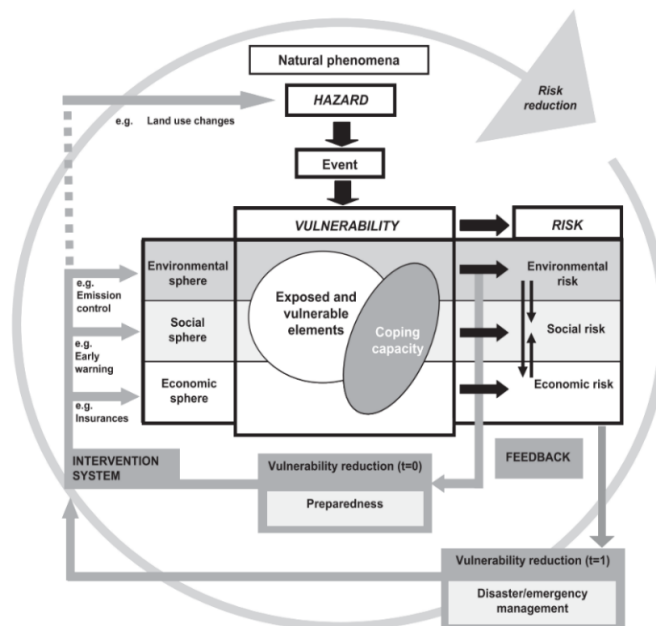 Natural phenomena
HAZARD
Risk
reduction
e.g. Land use changes
Event
VULNERABILITY
RISK
Environmental
sphere
Environmental
risk
e.g.
Emission
control
Exposed and
vulnerable
elements
Coping
capacity
Social
sphere
Social risk
e.g.
Early
warning
Economic
sphere
Economic risk
e.g.
Insurances
INTERVENTION
SYSTEM
Vulnerability reduction (t=0)
Preparedness
FEEDBACK
Vulnerability reduction (t=1)
Disaster/emergency
management